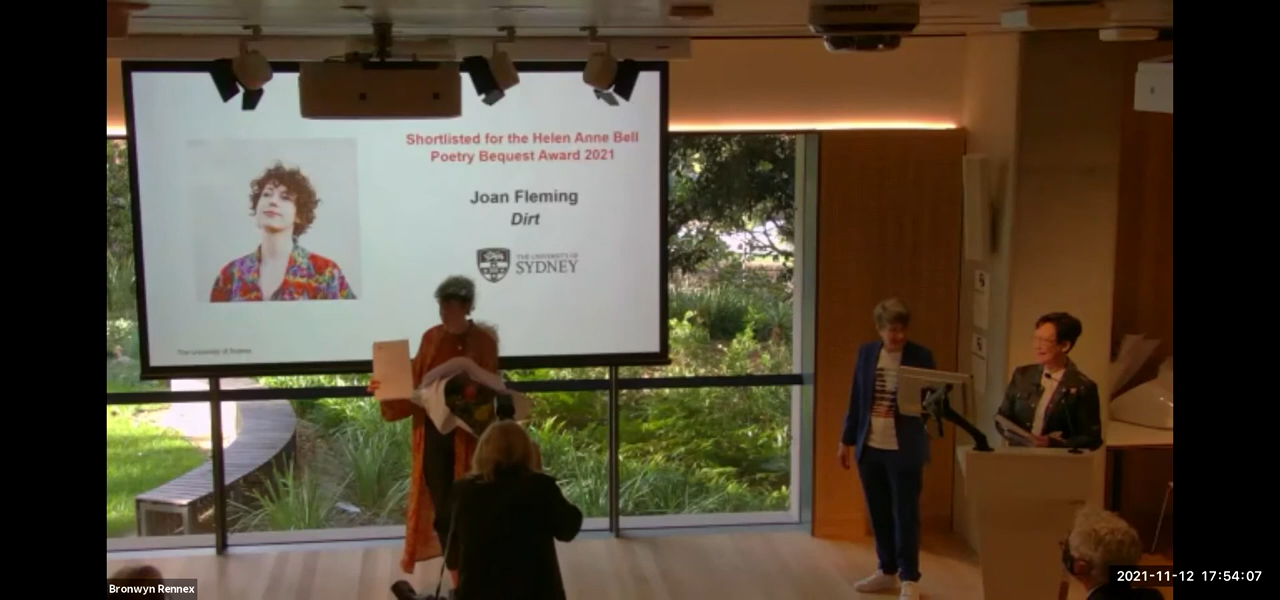 Shortlisted for the Helen Anne Bell
Poetry Bequest Award 2021
Joan Fleming
Dirt
THE UNIVERSITY OF
SYDNEY
The University of Sydney
Bronwyn Rennex
2021-11-12 17:54:07